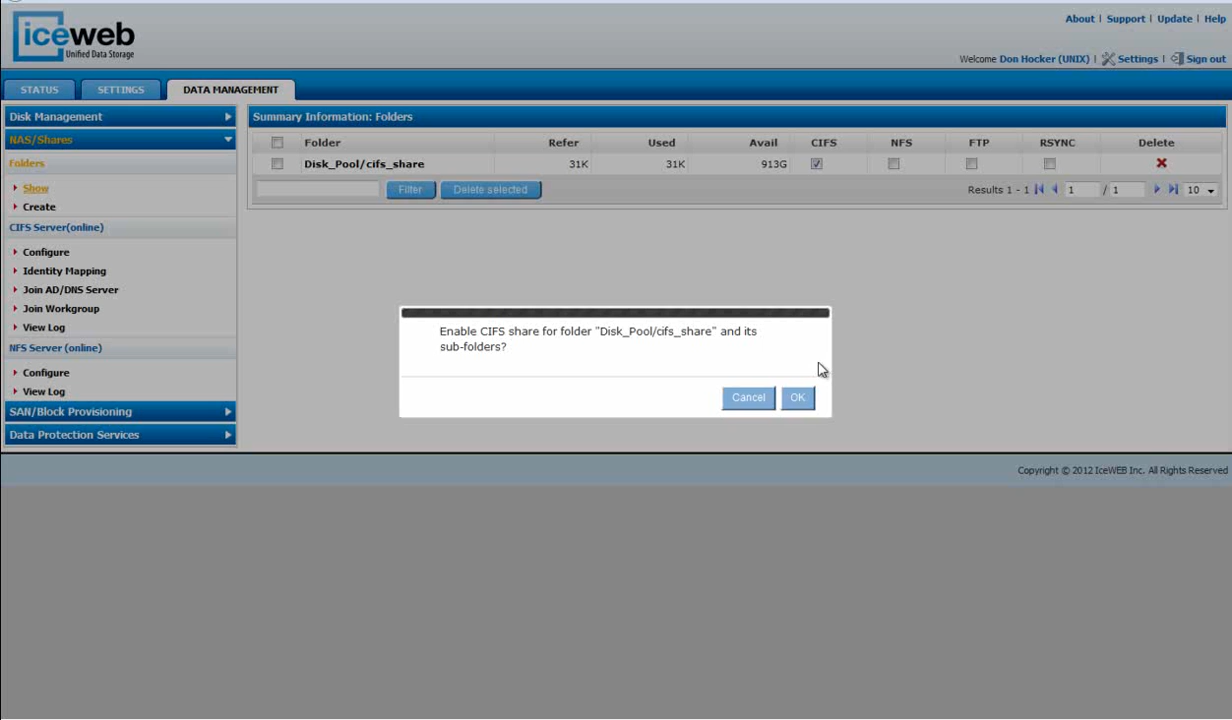 iceweb
Unified Data Storage
About | Support | Update | Help
Welcome Don Hocker (UNIX) | Settings | Sign out
STATUS SETTINGS DATA MANAGEMENT
Disk Management
NAS/Shares
Folders
Show
Create
CIFS Server(online)
Configure
Identity Mapping
Join AD/DNS Server
Join Workgroup
View Log
NFS Server (online)
Configure
View Log
SAN/Block Provisioning
Data Protection Services
Summary Information: Folders
Folder Refer Used Avail CIFS NFS FTP RSYNC Delete
Disk_Pool/cifs_share 31K 31K 913G
Filter Delete selected Results 1 - 1 1 / 1 10
Enable CIFS share for folder "Disk_Pool/cifs_share" and its
sub-folders?
Cancel OK
Copyright © 2012 IceWEB Inc. All Rights Reserved